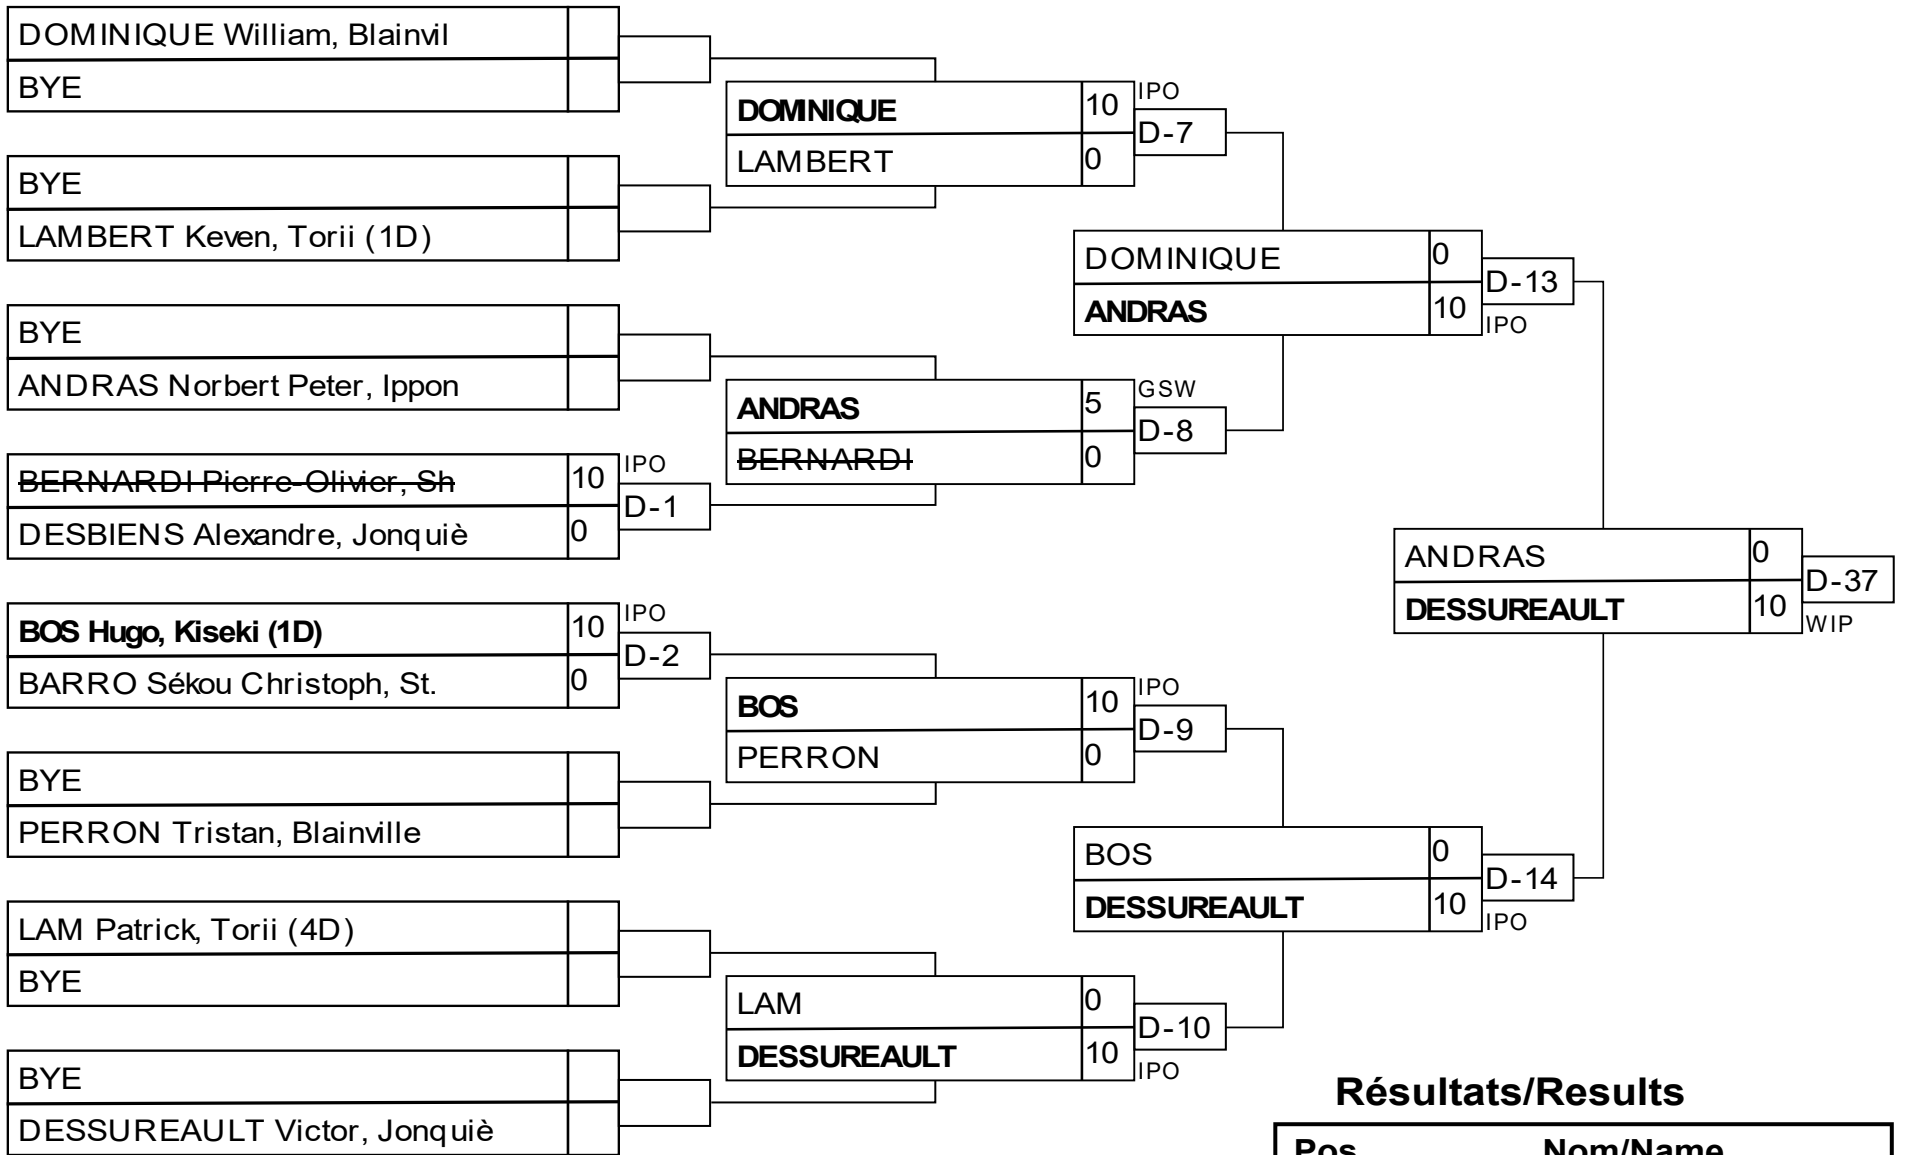 DOMINIQUE William, Blainvil
BYE
BYE
LAMBERT Keven, Torii (1D)
BYE
ANDRAS Norbert Peter, Ippon
BERNARDI Pierre-Olivier, Sh 10 IPO
DESBIENS Alexandre, Jonquiè 0 D-1
BOS Hugo, Kiseki (1D) 10 IPO
BARRO Sékou Christoph, St. 0 D-2
BYE
PERRON Tristan, Blainville
LAM Patrick, Torii (4D)
BYE
BYE
DESSUREAULT Victor, Jonquiè
DOMINIQUE 10 IPO
LAMBERT 0 D-7
ANDRAS 5 GSW
BERNARDI 0 D-8
BOS 10 IPO
PERRON 0 D-9
LAM 0 D-10
DESSUREAULT 10 IPO
DOMINIQUE 0 D-13
ANDRAS 10 IPO
BOS 0 D-14
DESSUREAULT 10 IPO
ANDRAS 0 D-37
DESSUREAULT 10 WIP
Résultats/Results
Pos Nom/Name